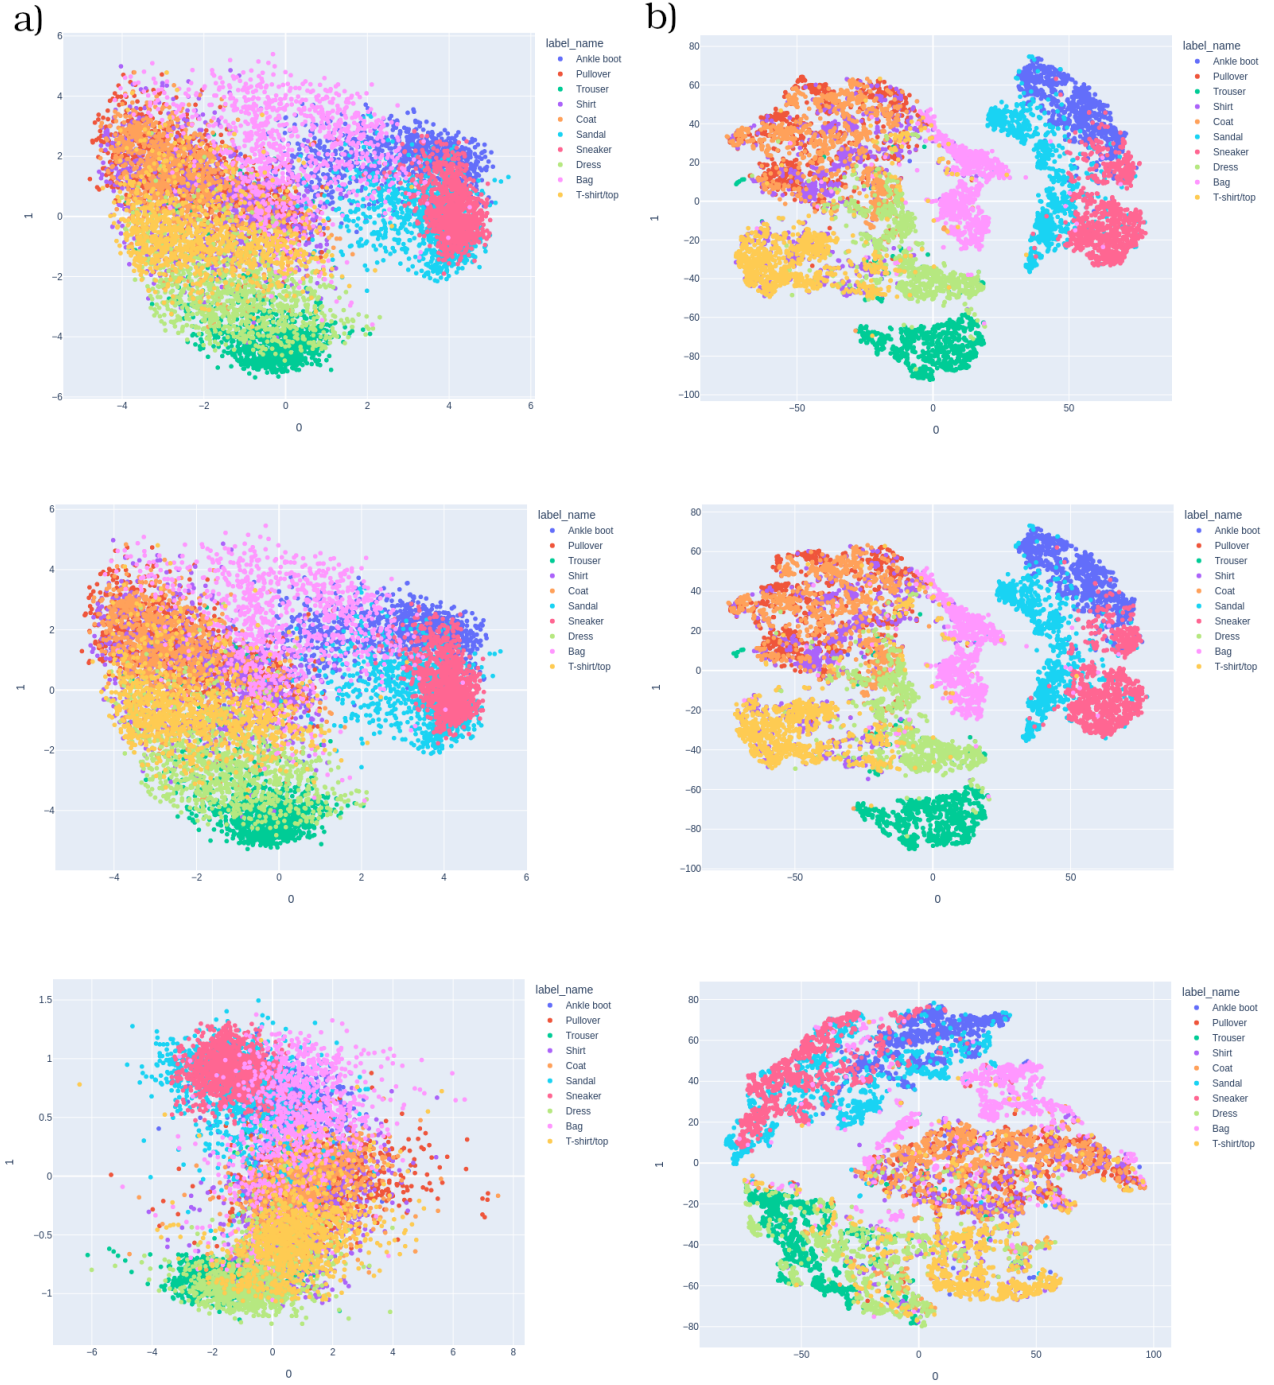 a)
b)
6
4
2
0
−2
−4
−6
−4
−2
0
2
4
6
0
1
label_name
Ankle boot
Pullover
Trouser
Shirt
Coat
Sandal
Sneaker
Dress
Bag
T-shirt/top
80
60
40
20
0
−20
−40
−60
−80
−100
−50
0
50
0
1
label_name
Ankle boot
Pullover
Trouser
Shirt
Coat
Sandal
Sneaker
Dress
Bag
T-shirt/top
6
4
2
0
−2
−4
−4
−2
0
2
4
6
0
1
label_name
Ankle boot
Pullover
Trouser
Shirt
Coat
Sandal
Sneaker
Dress
Bag
T-shirt/top
80
60
40
20
0
−20
−40
−60
−80
−100
−50
0
50
0
1
label_name
Ankle boot
Pullover
Trouser
Shirt
Coat
Sandal
Sneaker
Dress
Bag
T-shirt/top
1.5
1
0.5
0
−0.5
−1
−6
−4
−2
0
2
4
6
8
0
1
label_name
Ankle boot
Pullover
Trouser
Shirt
Coat
Sandal
Sneaker
Dress
Bag
T-shirt/top
80
60
40
20
0
−20
−40
−60
−80
−50
0
50
100
0
1
label_name
Ankle boot
Pullover
Trouser
Shirt
Coat
Sandal
Sneaker
Dress
Bag
T-shirt/top